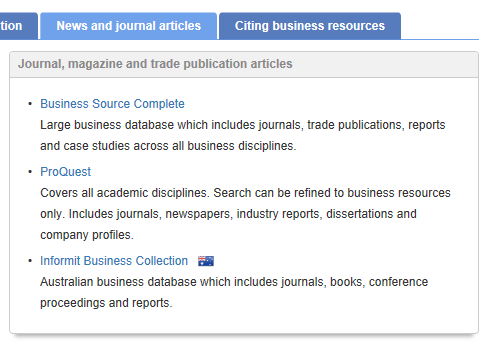 tion
News and journal articles
Citing business resources
Journal, magazine and trade publication articles
• Business Source Complete
Large business database which includes journals, trade publications, reports
and case studies across all business disciplines.
• ProQuest
Covers all academic disciplines. Search can be refined to business resources
only. Includes journals, newspapers, industry reports, dissertations and
company profiles.
• Informit Business Collection
Australian business database which includes journals, books, conference
proceedings and reports.